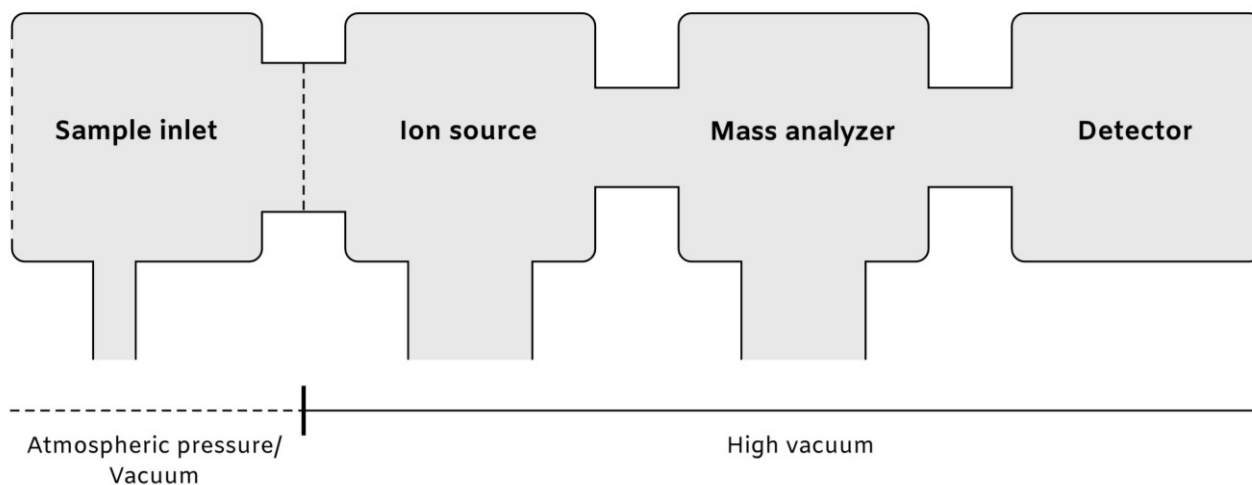 Sample inlet
Ion source
Mass analyzer
Detector
Atmospheric pressure/
Vacuum
High vacuum